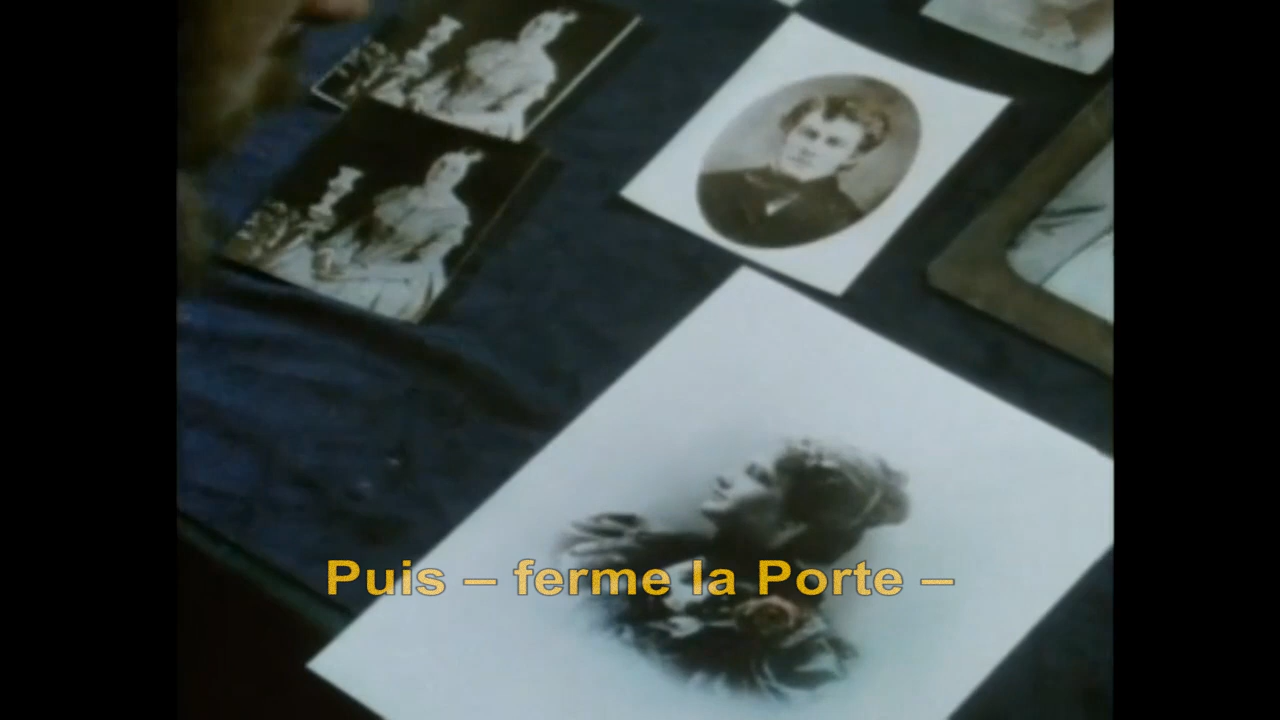 Puis – ferme la Porte –